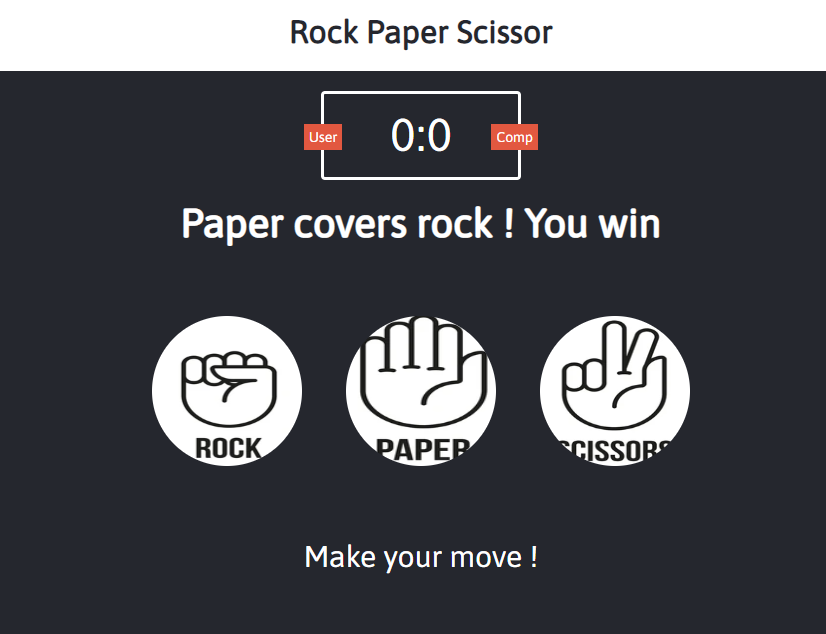 Rock Paper Scissor
User 0:0 Comp
Paper covers rock ! You win
ROCK PAPER SCISSORS
Make your move !